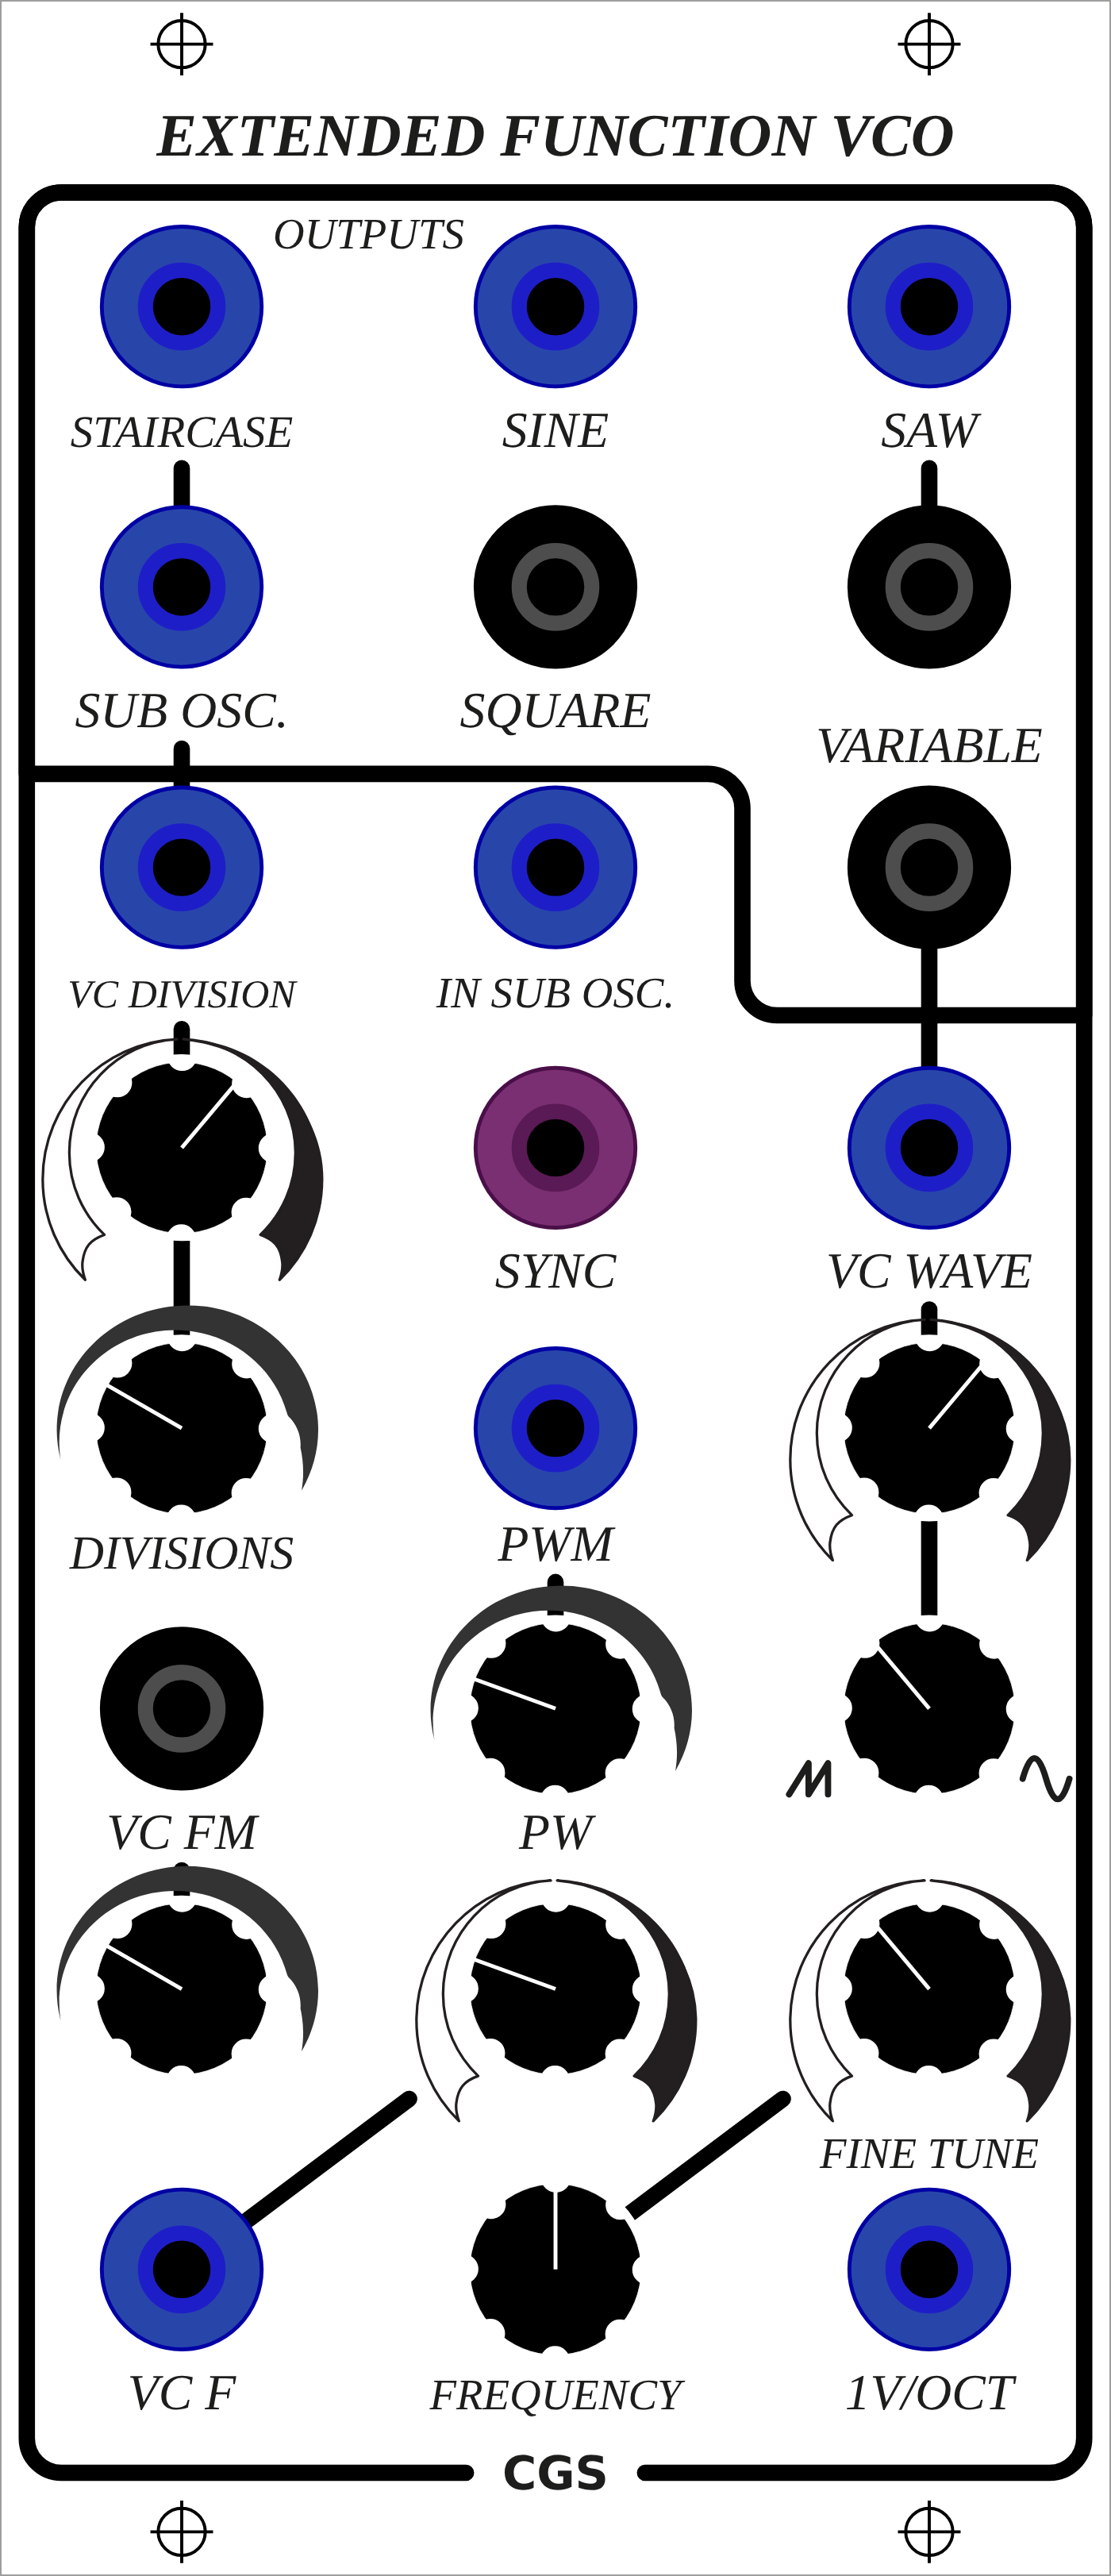 EXTENDED FUNCTION VCO
OUTPUTS
STAIRCASE
SINE
SAW
SUB OSC.
SQUARE
VARIABLE
VC DIVISION
IN SUB OSC.
SYNC
VC WAVE
DIVISIONS
PWM
VC FM
PW
FINE TUNE
VC F
FREQUENCY
1V/OCT
CGS